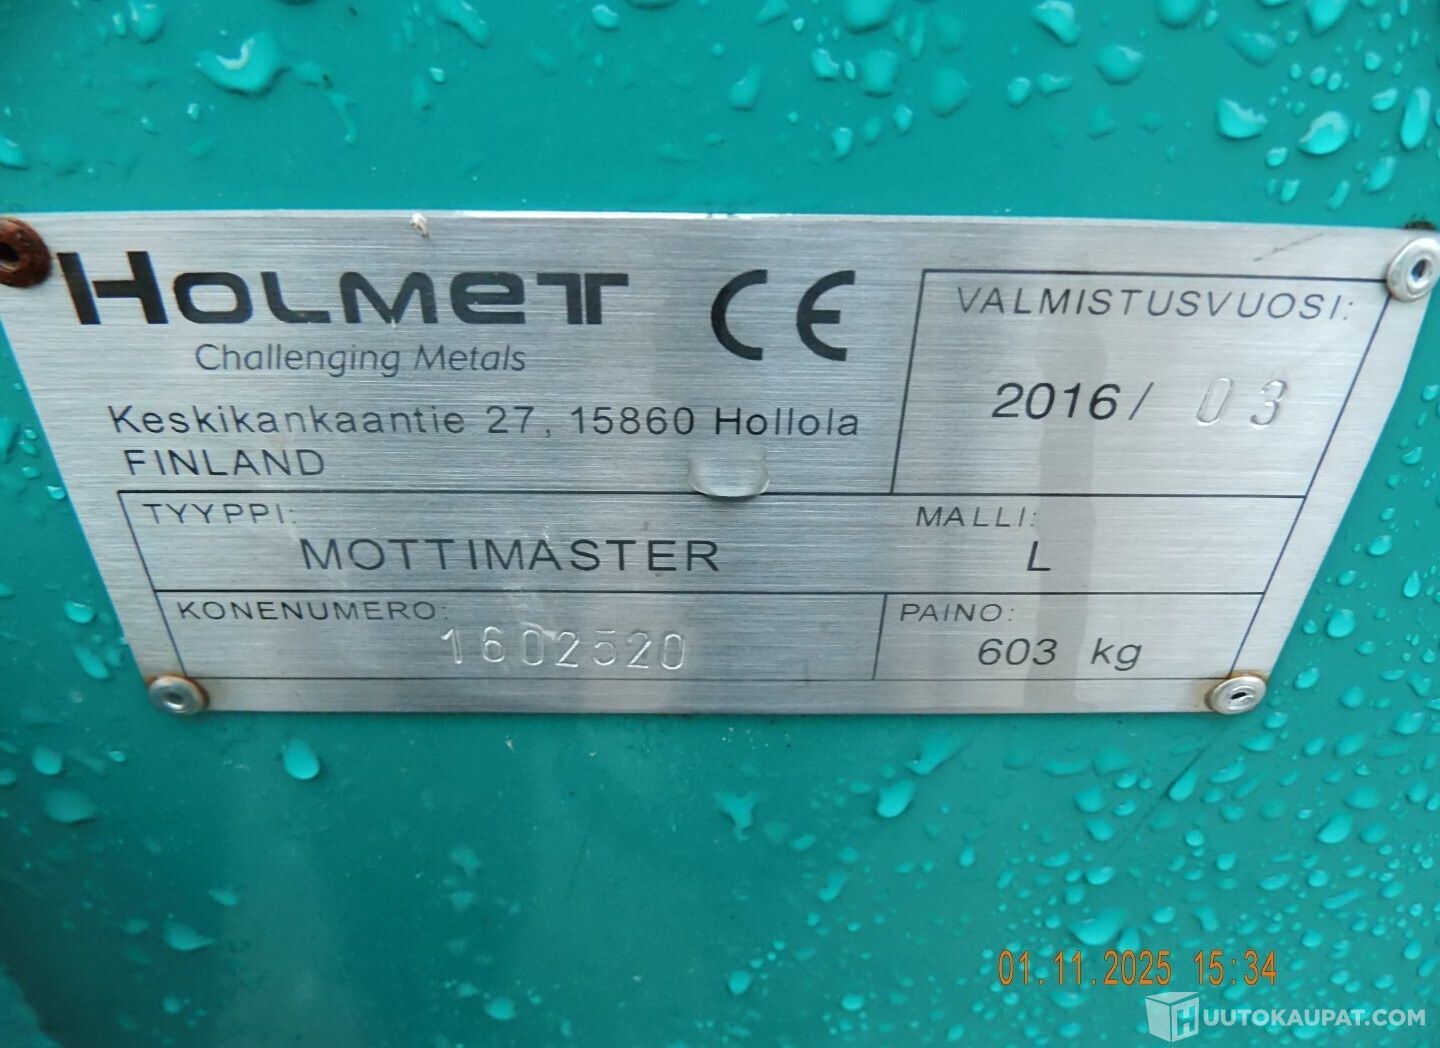 HOLMET CE
Challenging Metals
Keskikankaantie 27, 15860 Hollola
FINLAND
VALMISTUSVUOSI:
2016/ 03
TYYPPI:
MOTTIMASTER
MALLI:
L
KONENUMERO:
1602520
PAINO:
603 kg
01.11.2025 15:34
HUUTOKAUPAT.COM